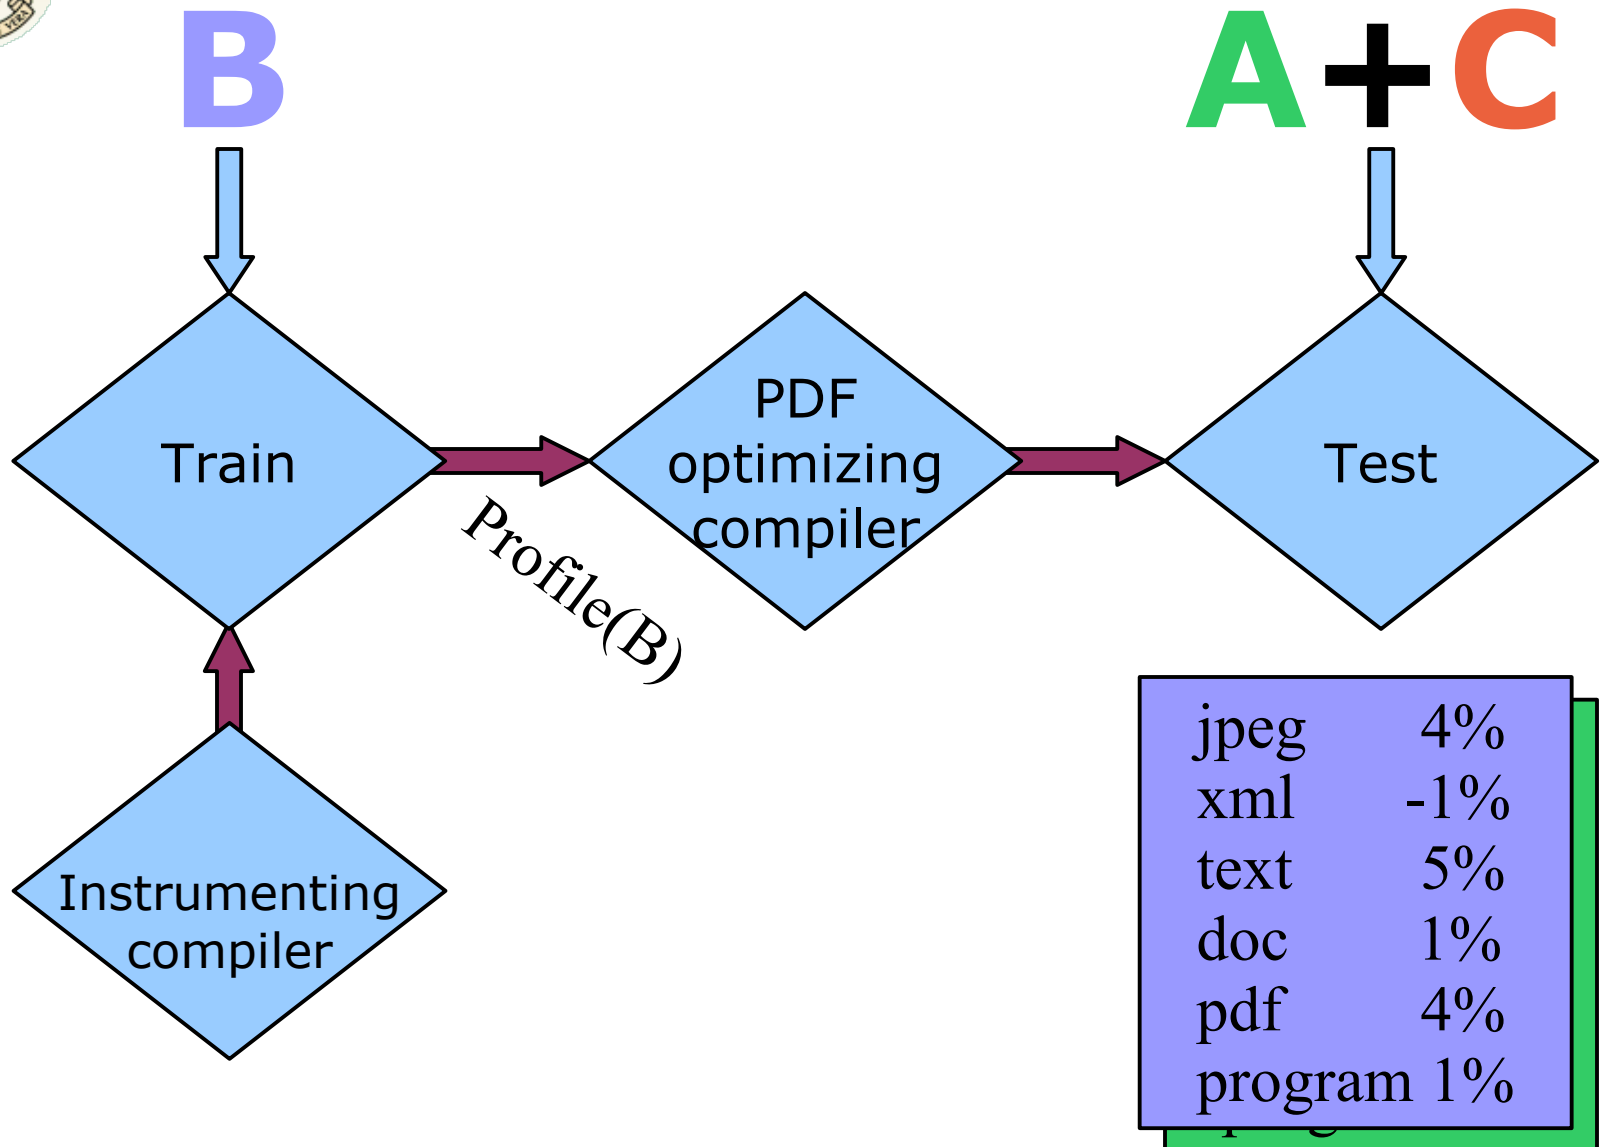 B
A+C
Train
PDF
optimizing
compiler
Test
Profile(B)
Instrumenting
compiler
jpeg 4%
xml -1%
text 5%
doc 1%
pdf 4%
program 1%